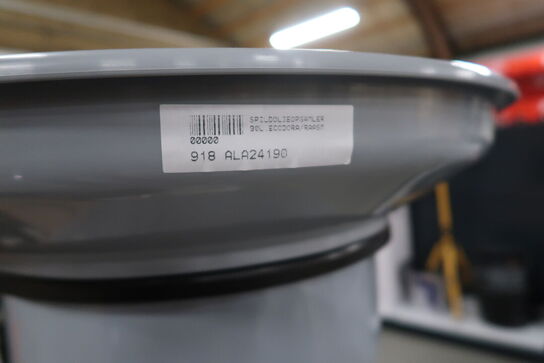 SPILDOLIEOPSAMLER
90L ECODORA/RAASM
00000
918 ALA24190